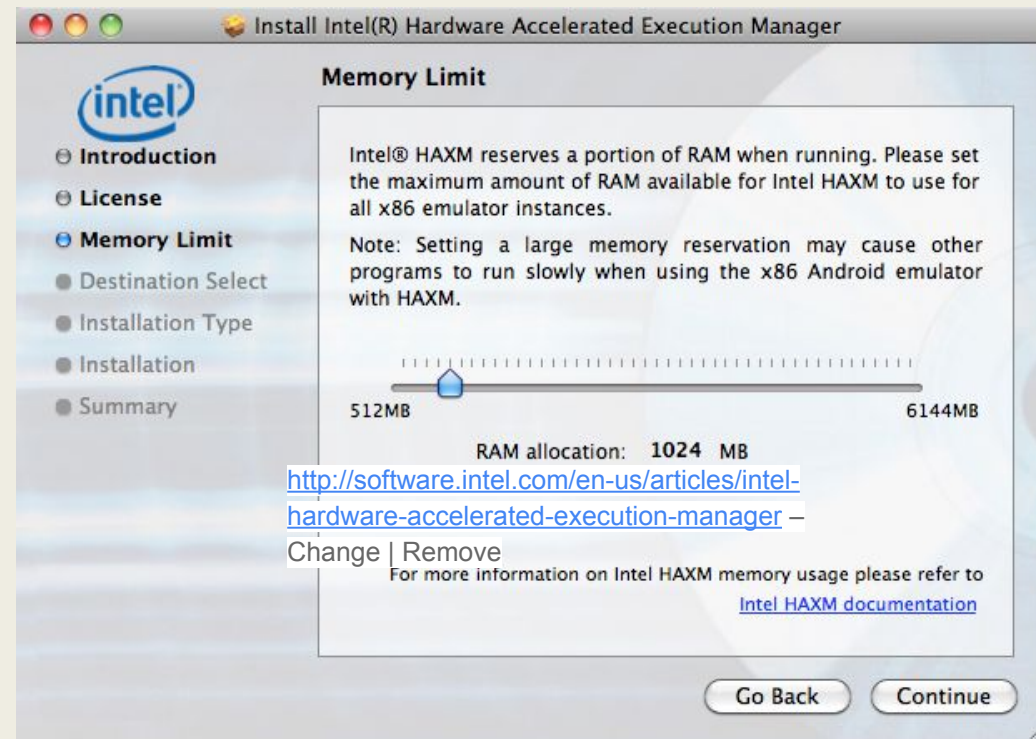 Install Intel(R) Hardware Accelerated Execution Manager
intel
Memory Limit
Introduction
License
Memory Limit
Destination Select
Installation Type
Installation
Summary
Intel® HAXM reserves a portion of RAM when running. Please set
the maximum amount of RAM available for Intel HAXM to use for
all x86 emulator instances.
Note: Setting a large memory reservation may cause other
programs to run slowly when using the x86 Android emulator
with HAXM.
512MB 6144MB
RAM allocation: 1024 MB
http://software.intel.com/en-us/articles/intel-
hardware-accelerated-execution-manager –
Change | Remove
For more information on Intel HAXM memory usage please refer to
Intel HAXM documentation
Go Back Continue